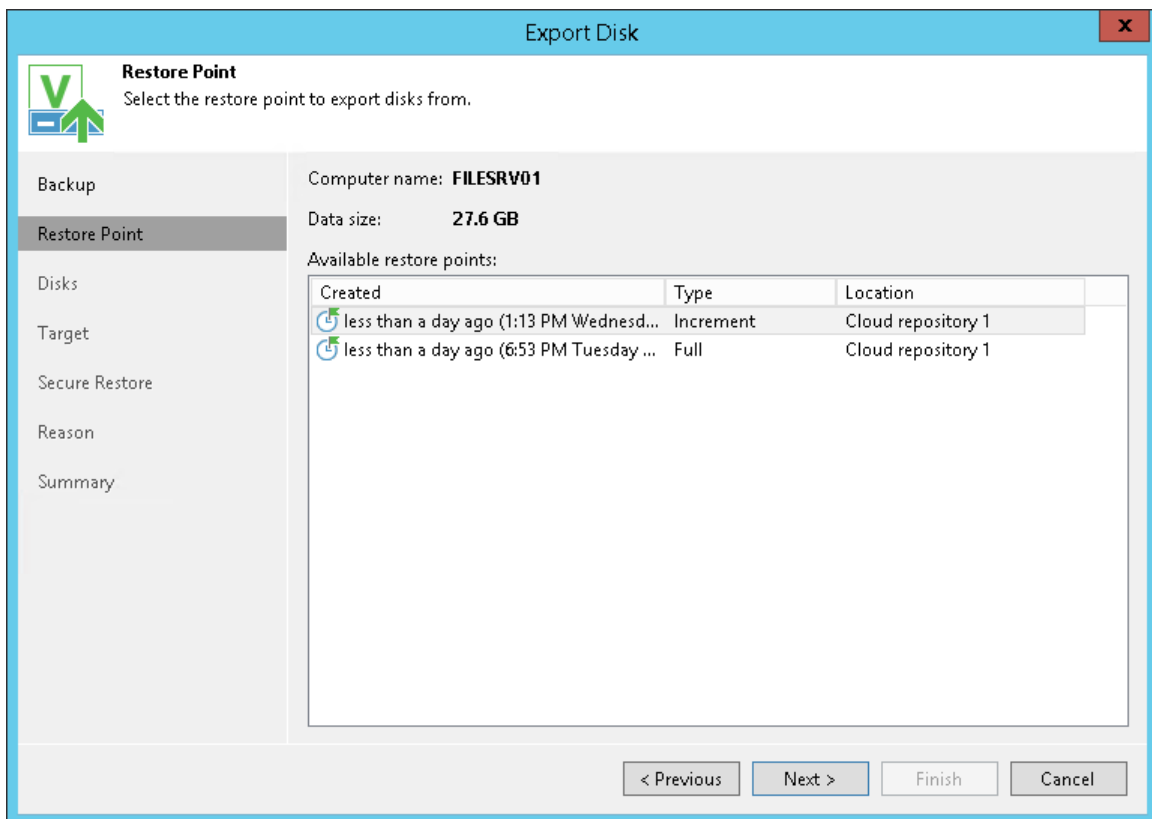 Export Disk
x
V
Restore Point
Select the restore point to export disks from.
Backup
Restore Point
Disks
Target
Secure Restore
Reason
Summary
Computer name: FILESRV01
Data size: 27.6 GB
Available restore points:
Created Type Location
less than a day ago (1:13 PM Wednesd... Increment Cloud repository 1
less than a day ago (6:53 PM Tuesday ... Full Cloud repository 1
< Previous Next > Finish Cancel